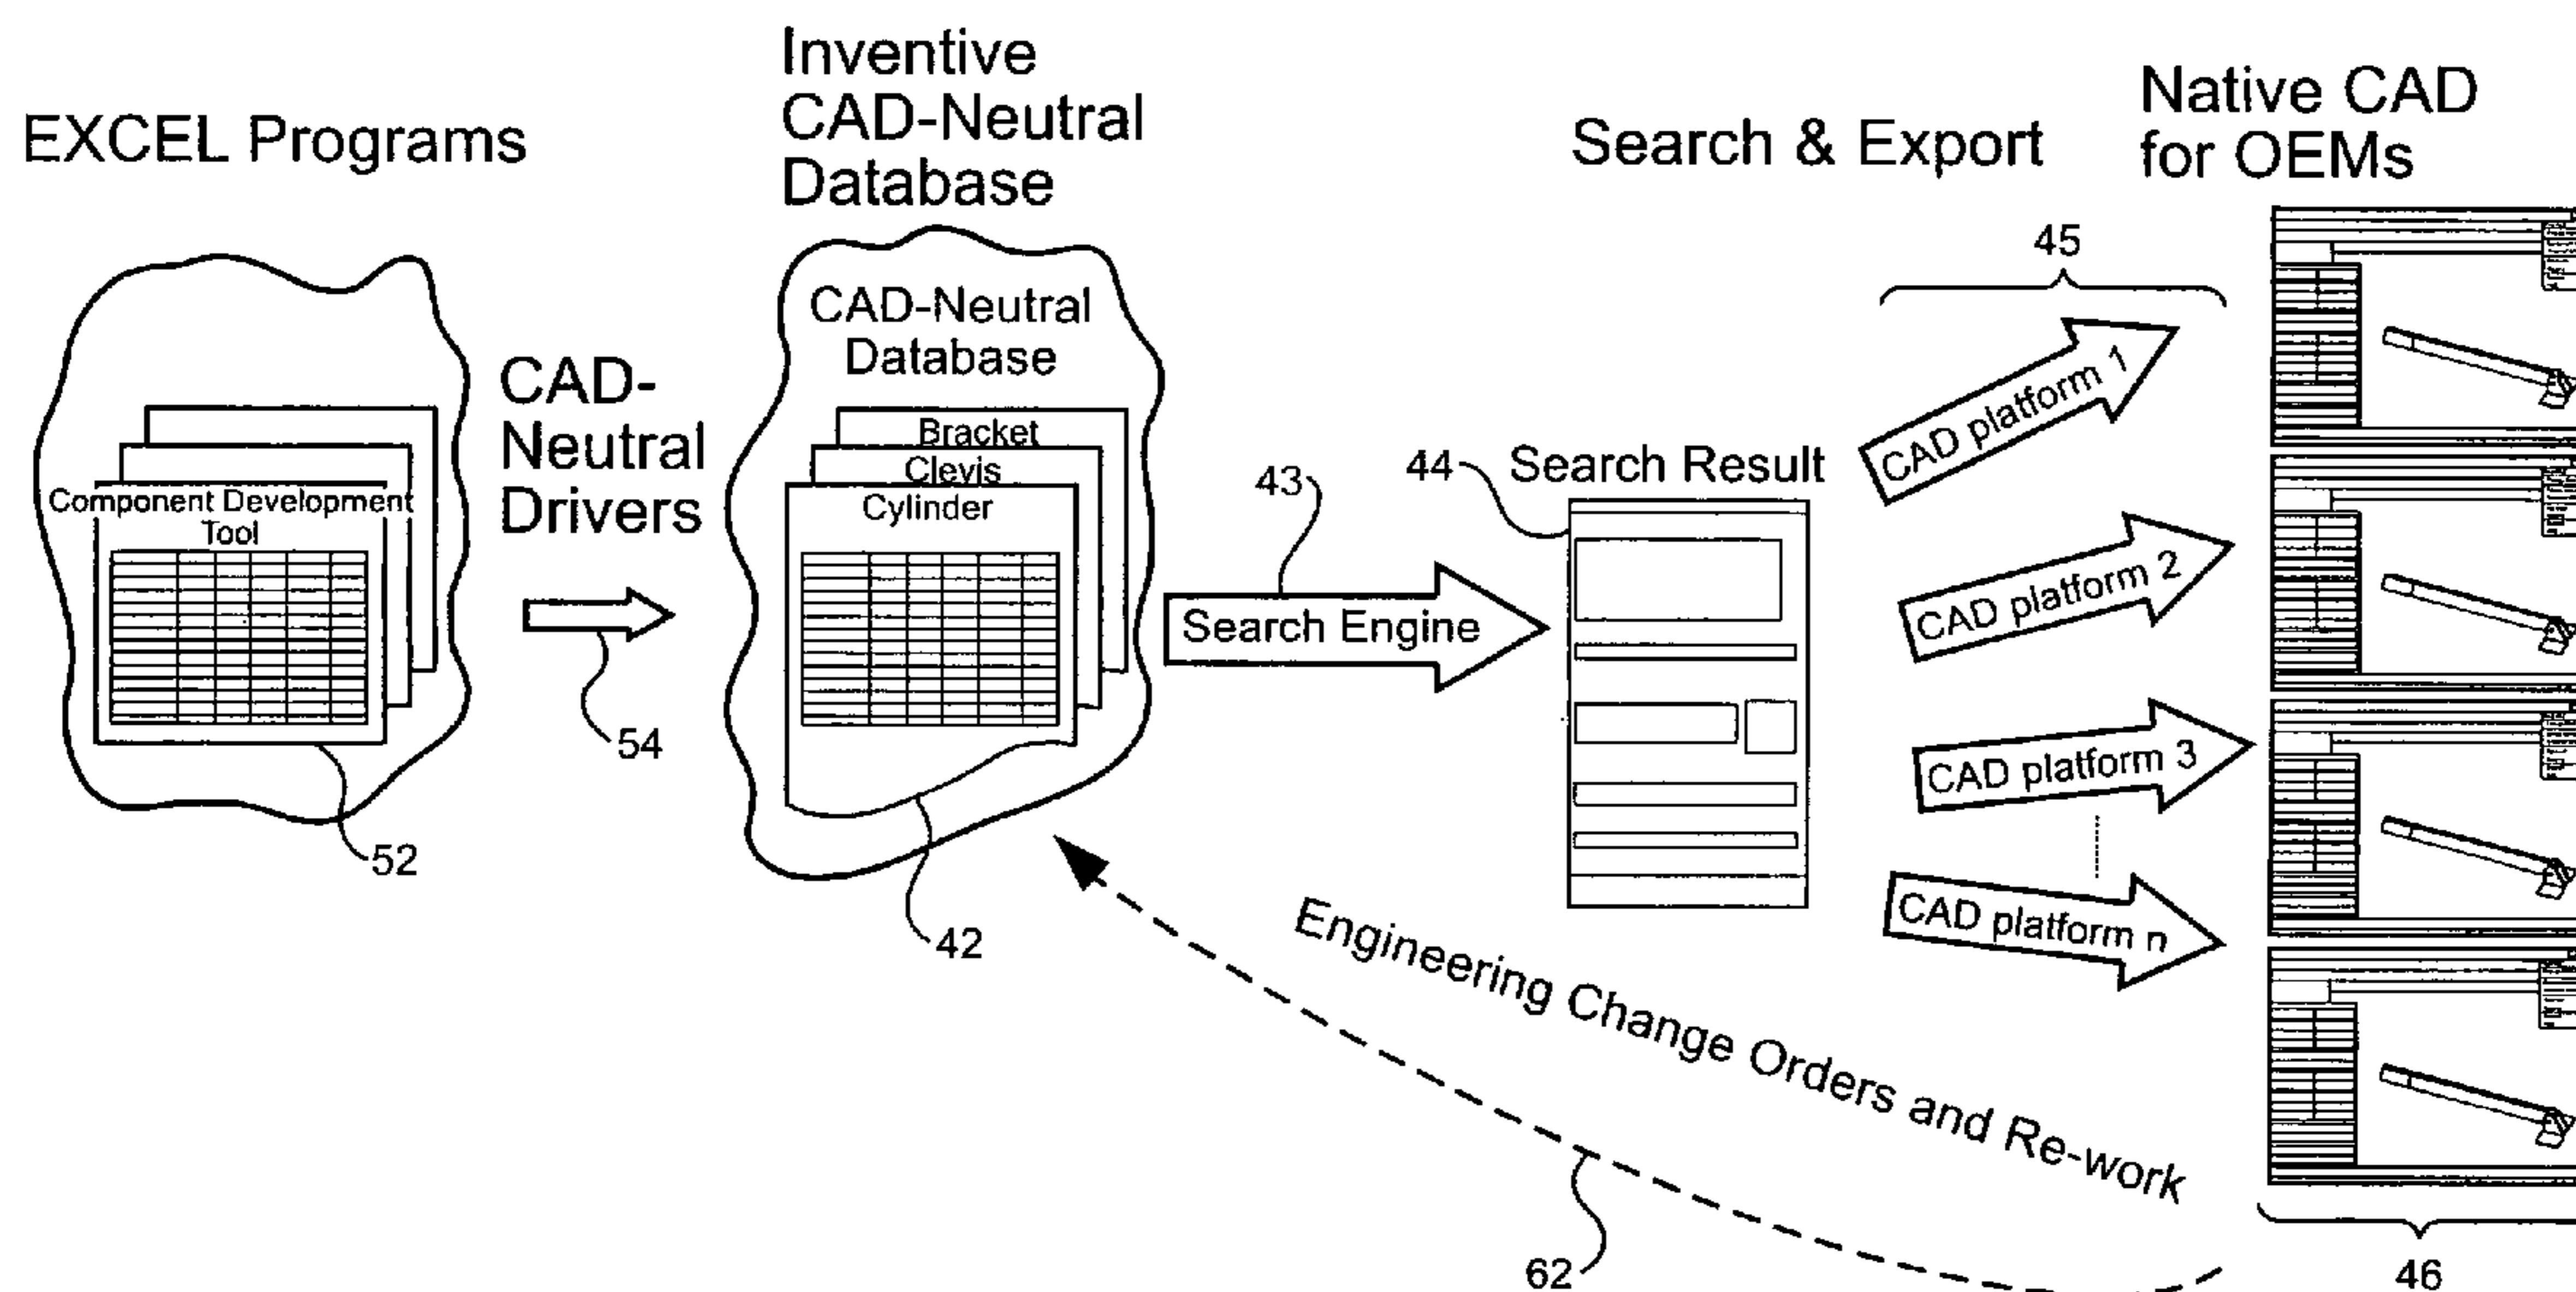 EXCEL Programs
Inventive
CAD-Neutral
Database
Search & Export
Native CAD
for OEMs
Component Development
Tool
52
CAD-
Neutral
Drivers
54
CAD-Neutral
Database
Bracket
Clevis
Cylinder
42
43
Search Engine
44
Search Result
45
CAD platform 1
CAD platform 2
CAD platform 3
CAD platform n
46
Engineering Change Orders and Re-work
62